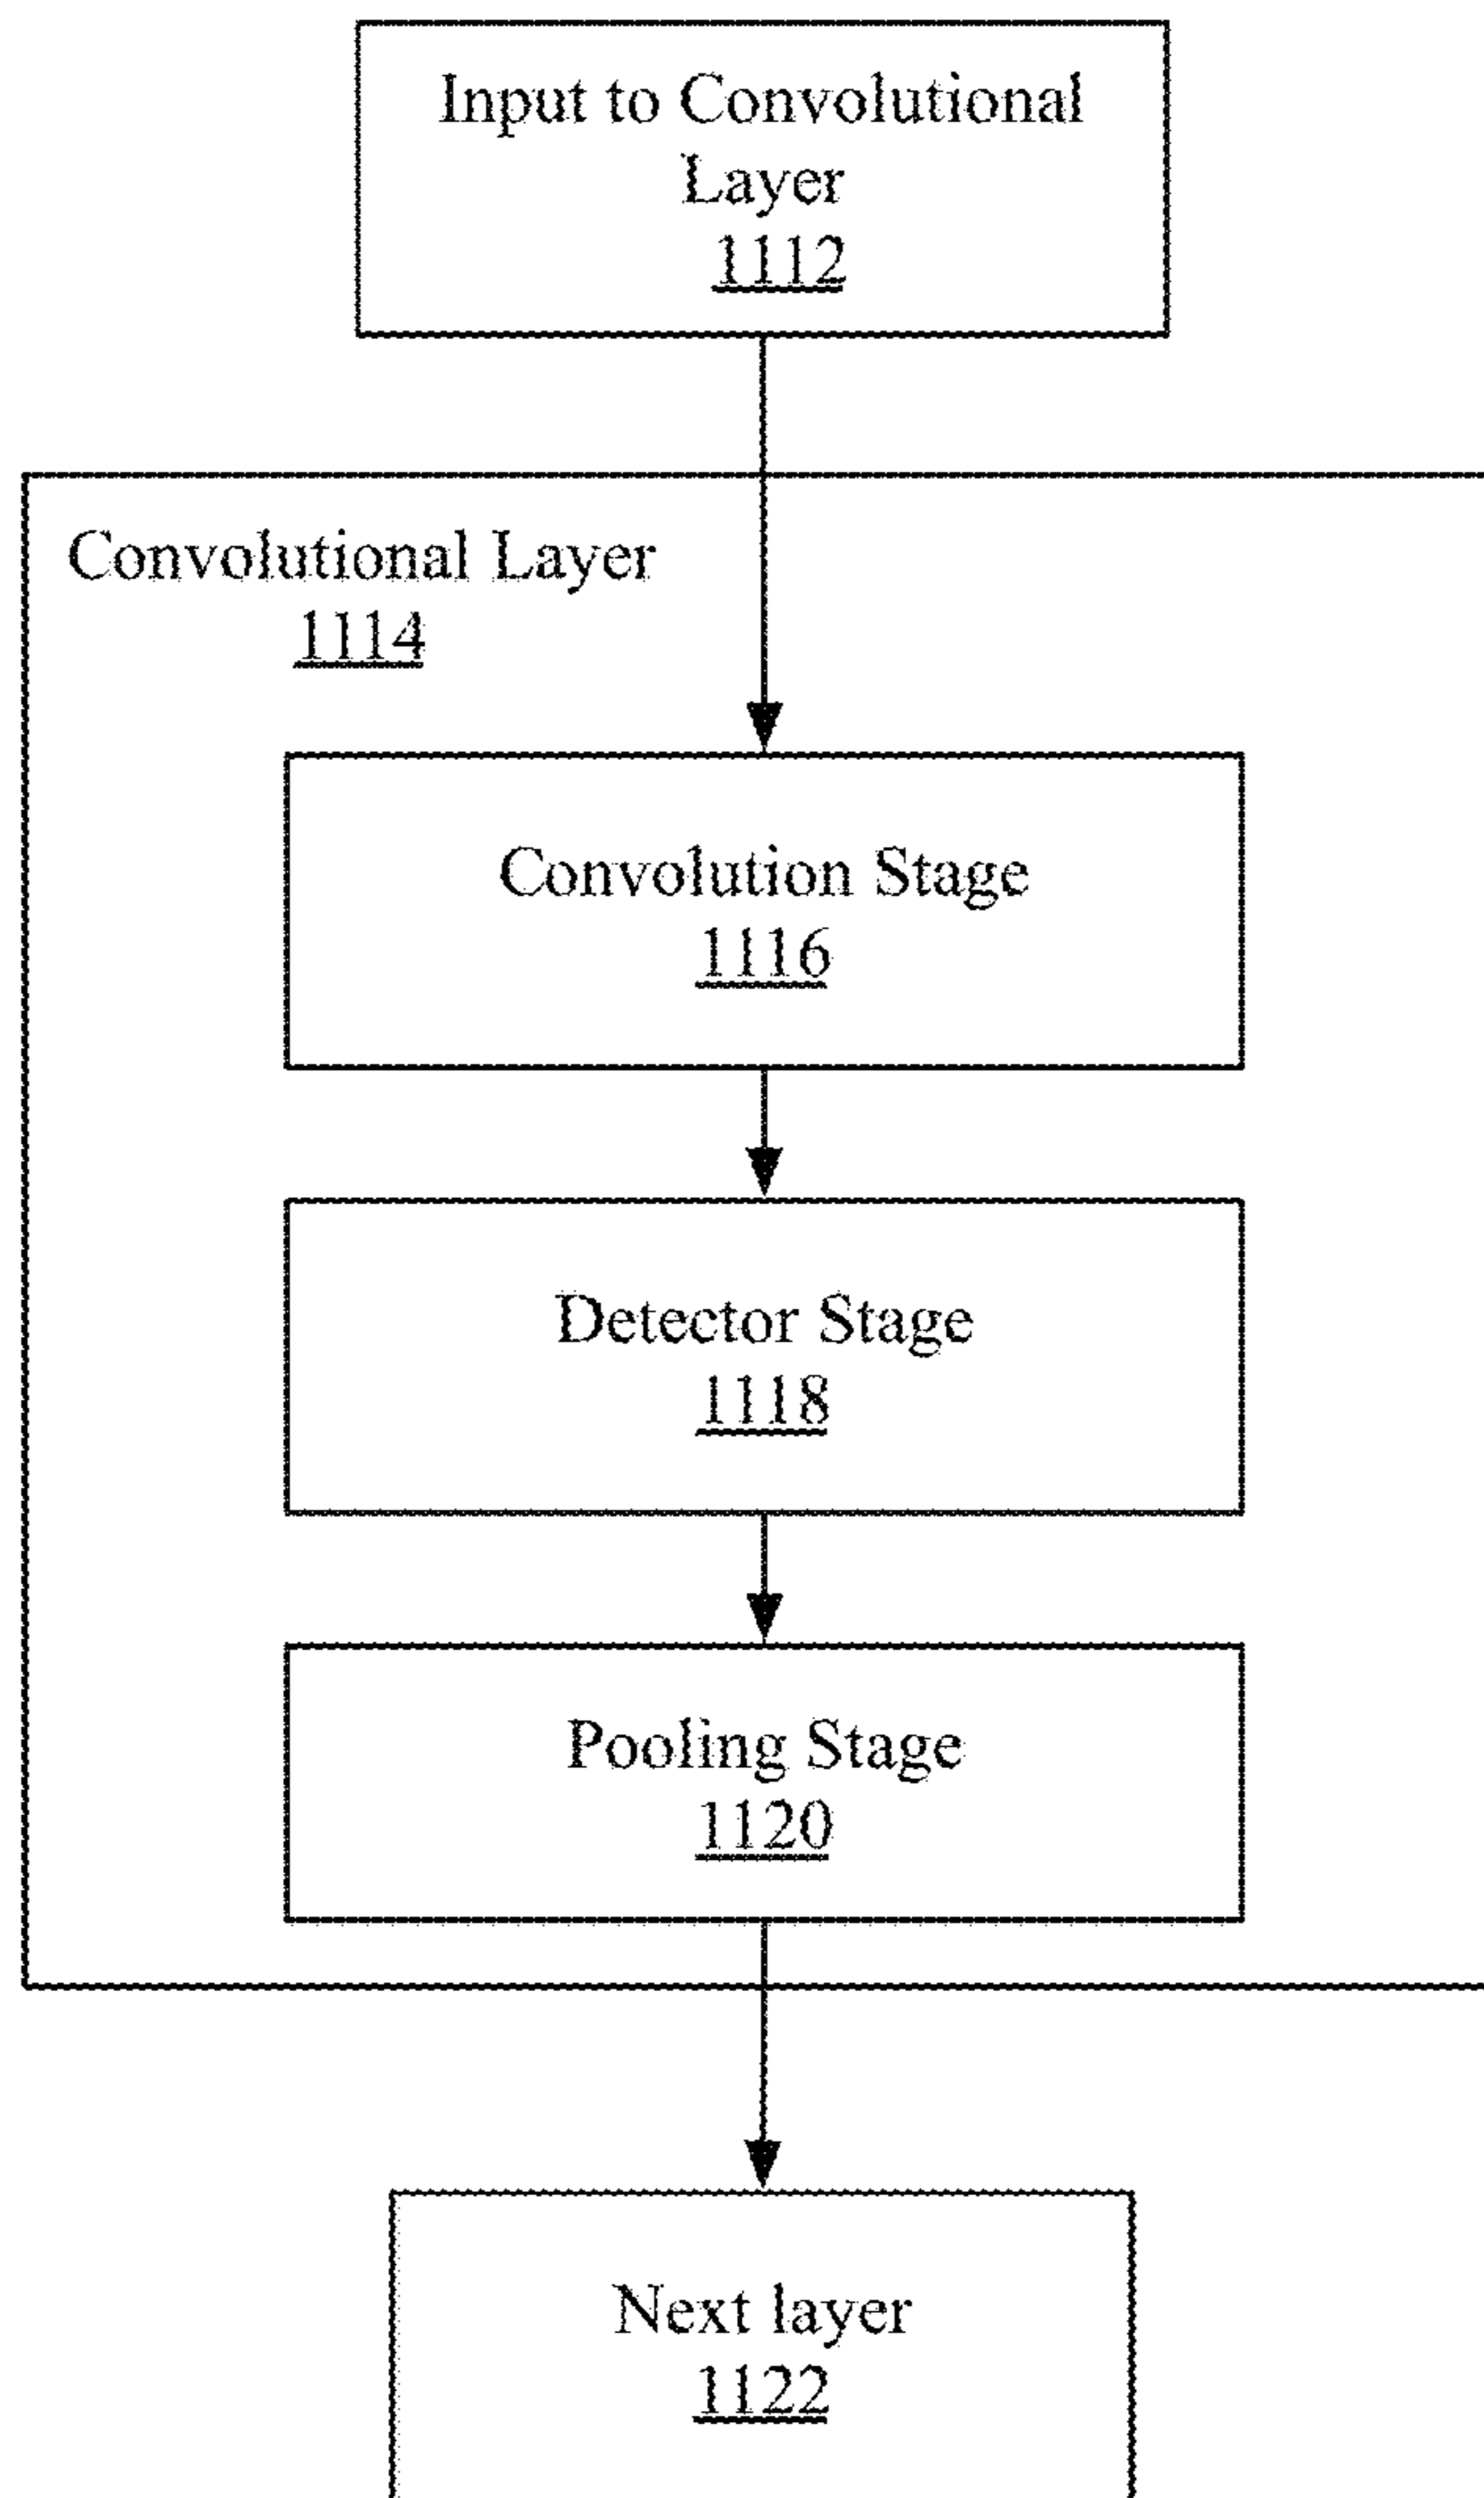 Input to Convolutional
Layer
1112
Convolutional Layer
1114
Convolution Stage
1116
Detector Stage
1118
Pooling Stage
1120
Next layer
1122